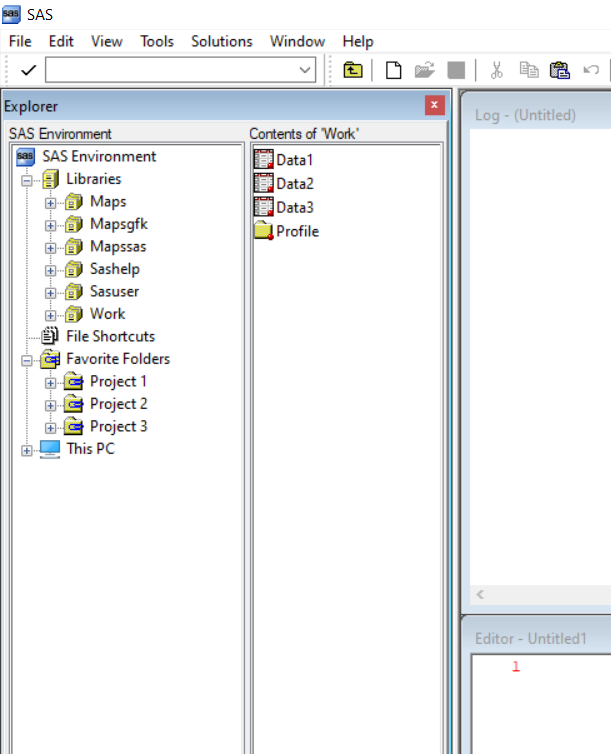 sas SAS
File Edit View Tools Solutions Window Help
Explorer
SAS Environment
sas SAS Environment
Libraries
Maps
Mapsgfk
Mapssas
Sashelp
Sasuser
Work
File Shortcuts
Favorite Folders
Project 1
Project 2
Project 3
This PC
Contents of 'Work'
Data1
Data2
Data3
Profile
Log - (Untitled)
Editor - Untitled1
1